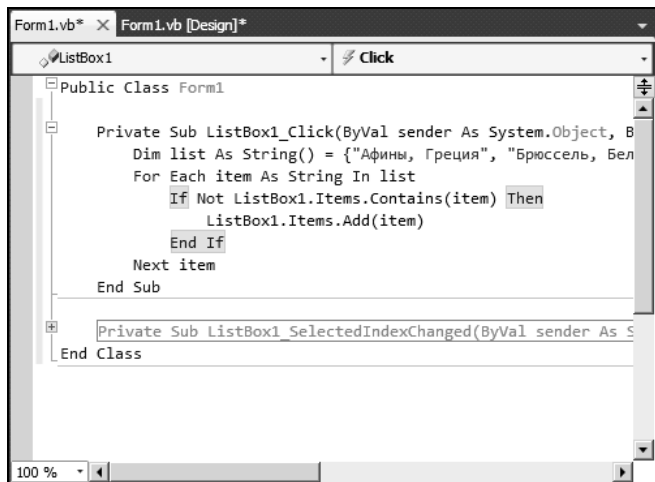 Form1.vb* Form1.vb [Design]*
ListBox1 Click
Public Class Form1
Private Sub ListBox1_Click(ByVal sender As System.Object, B
Dim list As String() = {"Афины, Греция", "Брюссель, Бел
For Each item As String In list
If Not ListBox1.Items.Contains(item) Then
ListBox1.Items.Add(item)
End If
Next item
End Sub
Private Sub ListBox1_SelectedIndexChanged(ByVal sender As S
End Class
100 %